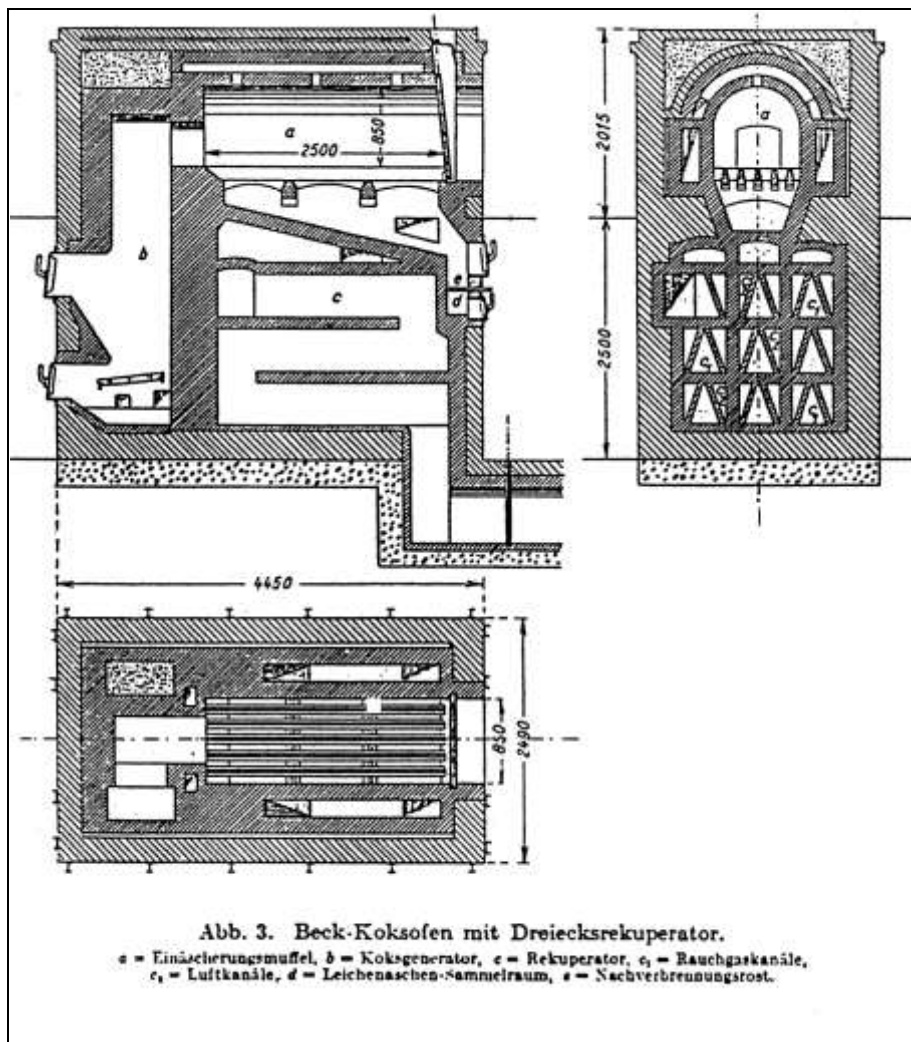 a
2500
850
b
c
e
d
2015
2500
a
c₁
4450
850
2490
Abb. 3. Beck-Koksofen mit Dreiecksrekuperator.
a = Einäscherungsmuffel, b = Koksgenerator, c = Rekuperator, c₁ = Rauchgaskanäle,
= Luftkanäle, d = Leichenaschen-Sammelraum, e = Nachverbrennungsrost.